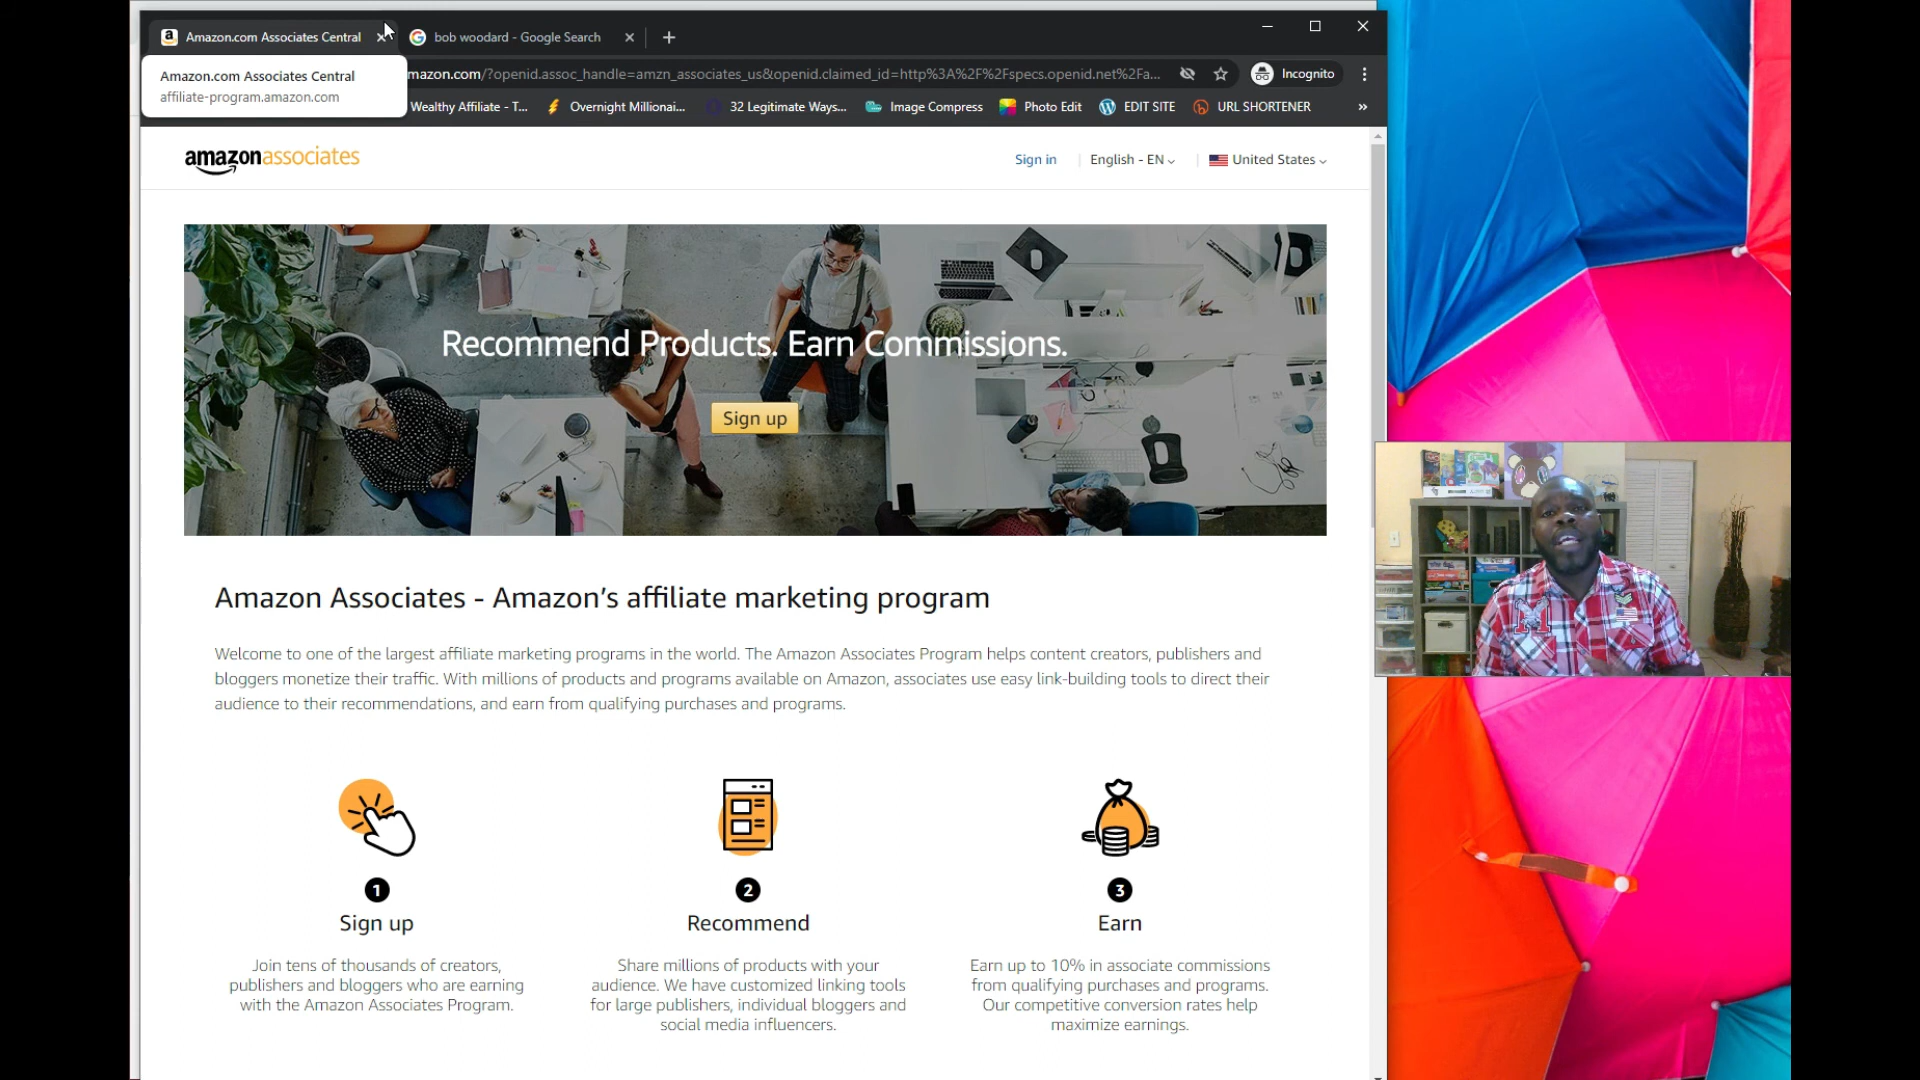 Amazon.com Associates Central
bob woodard - Google Search
Amazon.com Associates Central
affiliate-program.amazon.com
mazon.com/?openid.assoc_handle=amzn_associates_us&openid.claimed_id=http%3A%2F%2Fspecs.openid.net%2Fa...
Incognito
Wealthy Affiliate - T...
Overnight Millionai...
32 Legitimate Ways...
Image Compress
Photo Edit
EDIT SITE
URL SHORTENER
»
amazonassociates
Sign in
English - EN
United States
Recommend Products. Earn Commissions.
Sign up
Amazon Associates - Amazon’s affiliate marketing program
Welcome to one of the largest affiliate marketing programs in the world. The Amazon Associates Program helps content creators, publishers and
bloggers monetize their traffic. With millions of products and programs available on Amazon, associates use easy link-building tools to direct their
audience to their recommendations, and earn from qualifying purchases and programs.
1
Sign up
Join tens of thousands of creators,
publishers and bloggers who are earning
with the Amazon Associates Program.
2
Recommend
Share millions of products with your
audience. We have customized linking tools
for large publishers, individual bloggers and
social media influencers.
3
Earn
Earn up to 10% in associate commissions
from qualifying purchases and programs.
Our competitive conversion rates help
maximize earnings.